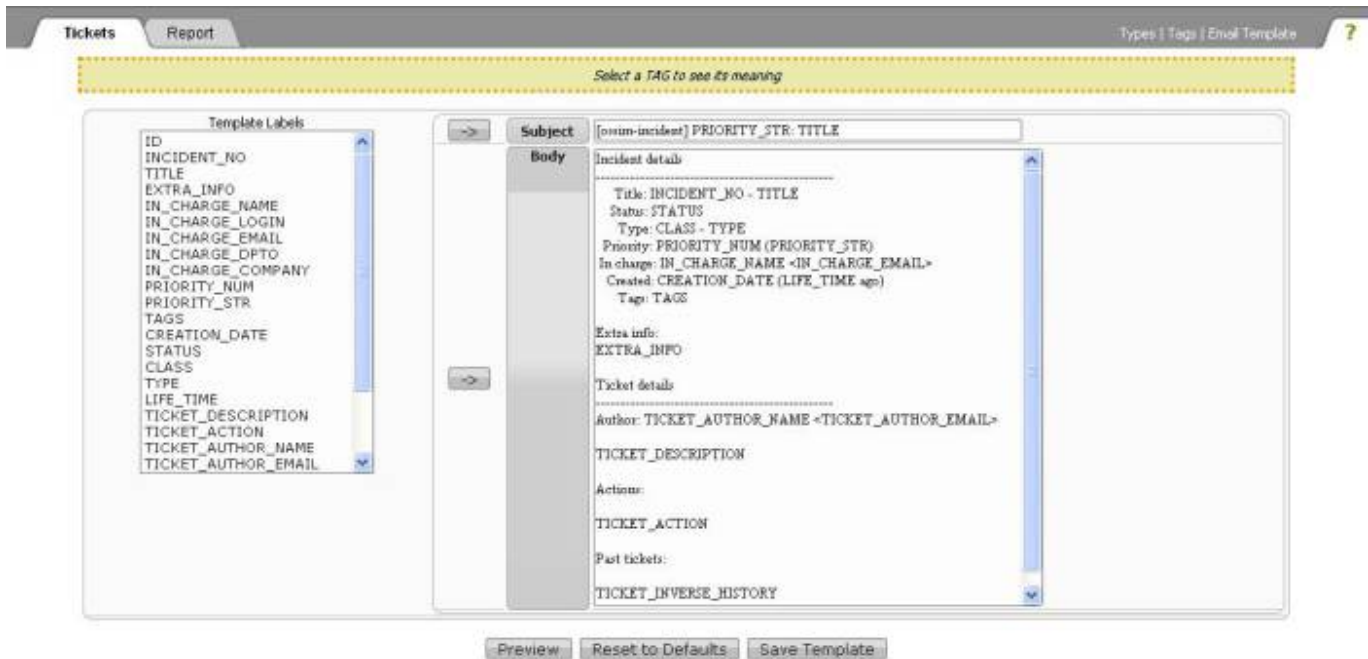 Tickets
Report
Types | Tags | Email Template
?
Select a TAG to see its meaning
Template Labels
ID
INCIDENT_NO
TITLE
EXTRA_INFO
IN_CHARGE_NAME
IN_CHARGE_LOGIN
IN_CHARGE_EMAIL
IN_CHARGE_DPTO
IN_CHARGE_COMPANY
PRIORITY_NUM
PRIORITY_STR
TAGS
CREATION_DATE
STATUS
CLASS
TYPE
LIFE_TIME
TICKET_DESCRIPTION
TICKET_ACTION
TICKET_AUTHOR_NAME
TICKET_AUTHOR_EMAIL
->
Subject
[ossim-incident] PRIORITY_STR: TITLE
->
Body
Incident details
--------------------------------------------------
Title: INCIDENT_NO - TITLE
Status: STATUS
Type: CLASS - TYPE
Priority: PRIORITY_NUM (PRIORITY_STR)
In charge: IN_CHARGE_NAME <IN_CHARGE_EMAIL>
Created: CREATION_DATE (LIFE_TIME ago)
Tags: TAGS
Extra info:
EXTRA_INFO
Ticket details
--------------------------------------------------
Author: TICKET_AUTHOR_NAME <TICKET_AUTHOR_EMAIL>
TICKET_DESCRIPTION
Actions:
TICKET_ACTION
Past tickets:
TICKET_INVERSE_HISTORY
Preview
Reset to Defaults
Save Template